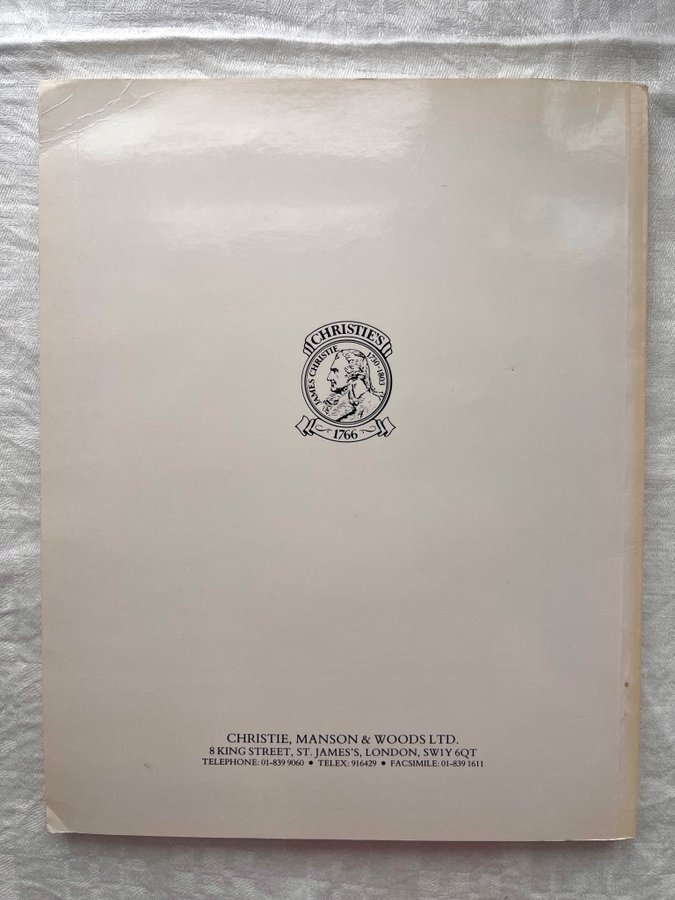 CHRISTIE'S
JAMES CHRISTIE 1730-1803
1766
CHRISTIE, MANSON & WOODS LTD.
8 KING STREET, ST. JAMES'S, LONDON, SW1Y 6QT
TELEPHONE: 01-839 9060 ● TELEX: 916429 ● FACSIMILE: 01-839 1611